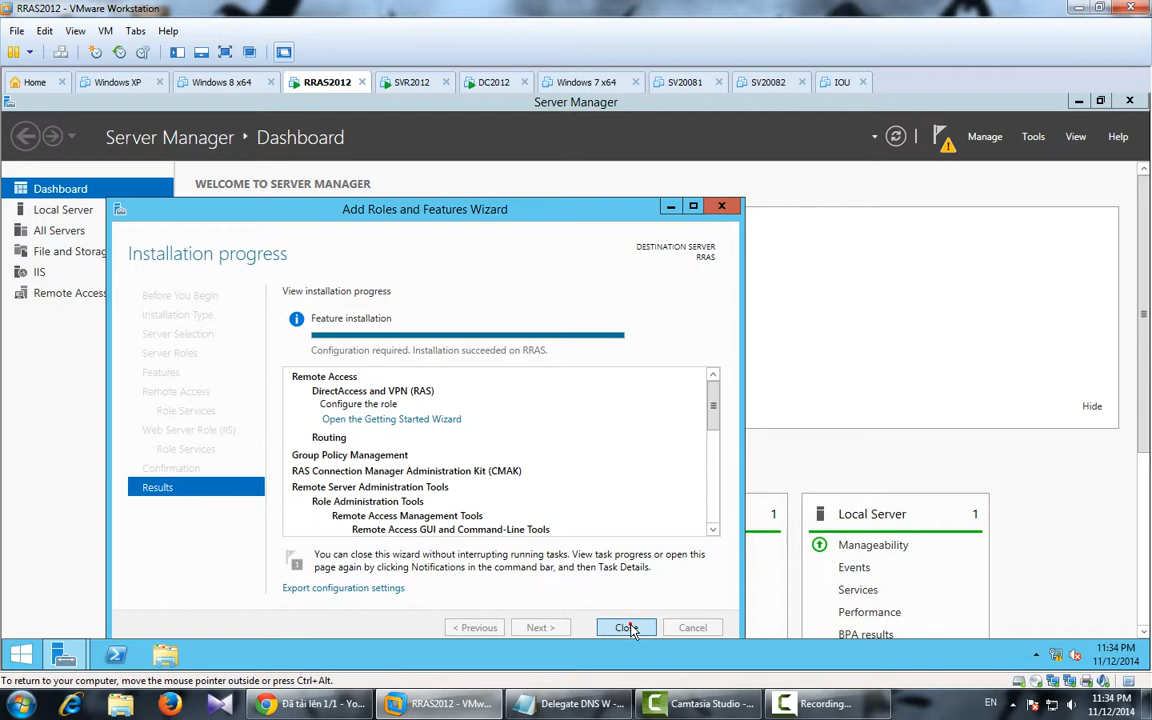 RRAS2012 - VMware Workstation
File Edit View VM Tabs Help
Home Windows XP Windows 8 x64 RRAS2012 SVR2012 DC2012 Windows 7 x64 SV20081 SV20082 IOU
Server Manager
Server Manager Dashboard
Manage Tools View Help
Dashboard
Local Server
All Servers
File and Storag
IIS
Remote Access
WELCOME TO SERVER MANAGER
Add Roles and Features Wizard
Installation progress
DESTINATION SERVER
RRAS
Before You Begin
Installation Type
Server Selection
Server Roles
Features
Remote Access
Role Services
Web Server Role (IIS)
Role Services
Confirmation
Results
View installation progress
Feature installation
Configuration required. Installation succeeded on RRAS.
Remote Access
DirectAccess and VPN (RAS)
Configure the role
Open the Getting Started Wizard
Routing
Group Policy Management
RAS Connection Manager Administration Kit (CMAK)
Remote Server Administration Tools
Role Administration Tools
Remote Access Management Tools
Remote Access GUI and Command-Line Tools
1
You can close this wizard without interrupting running tasks. View task progress or open this
page again by clicking Notifications in the command bar, and then Task Details.
Export configuration settings
< Previous Next > Close Cancel
Hide
1
Local Server 1
Manageability
Events
Services
Performance
BPA results
11:34 PM
11/12/2014
To return to your computer, move the mouse pointer outside or press Ctrl+Alt.
Đã tải lên 1/1 - Yo... RRAS2012 - VMw... Delegate DNS W -... Camtasia Studio -... Recording...
EN
11:34 PM
11/12/2014